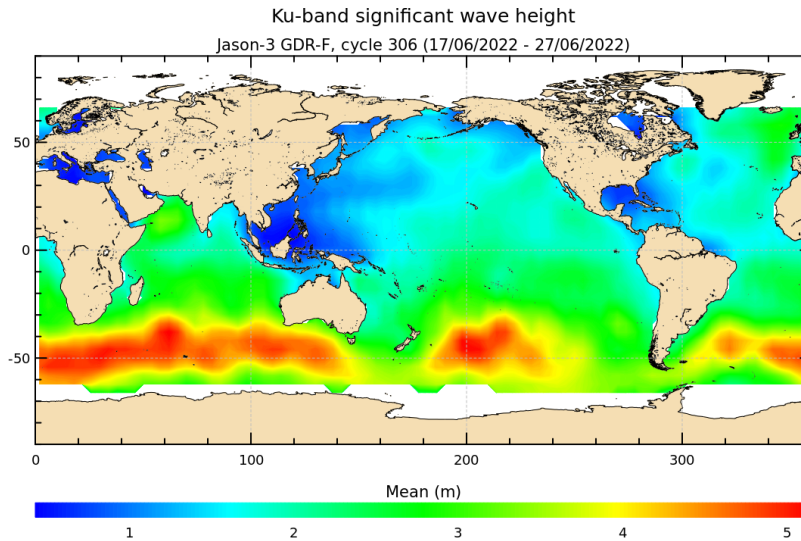 Ku-band significant wave height
Jason-3 GDR-F, cycle 306 (17/06/2022 - 27/06/2022)
50
0
-50
0 100 200 300
Mean (m)
1 2 3 4 5